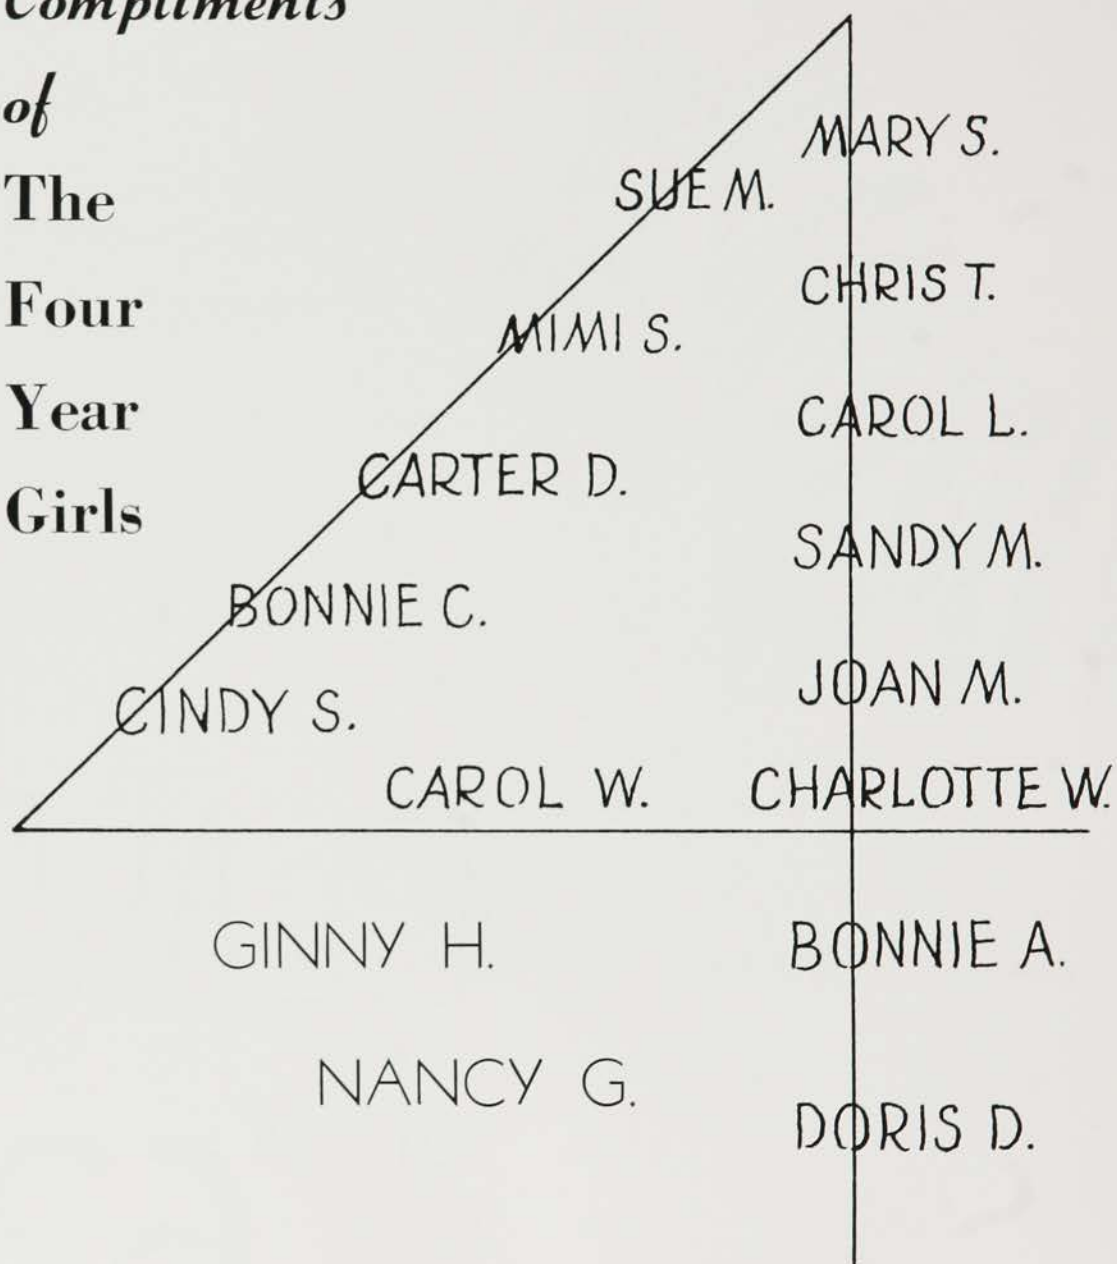 Compliments
of
The
Four
Year
Girls
MARY S.
SUE M.
CHRIS T.
MIMI S.
CAROL L.
CARTER D.
SANDY M.
BONNIE C.
JOAN M.
CINDY S.
CAROL W.
CHARLOTTE W.
GINNY H.
BONNIE A.
NANCY G.
DORIS D.